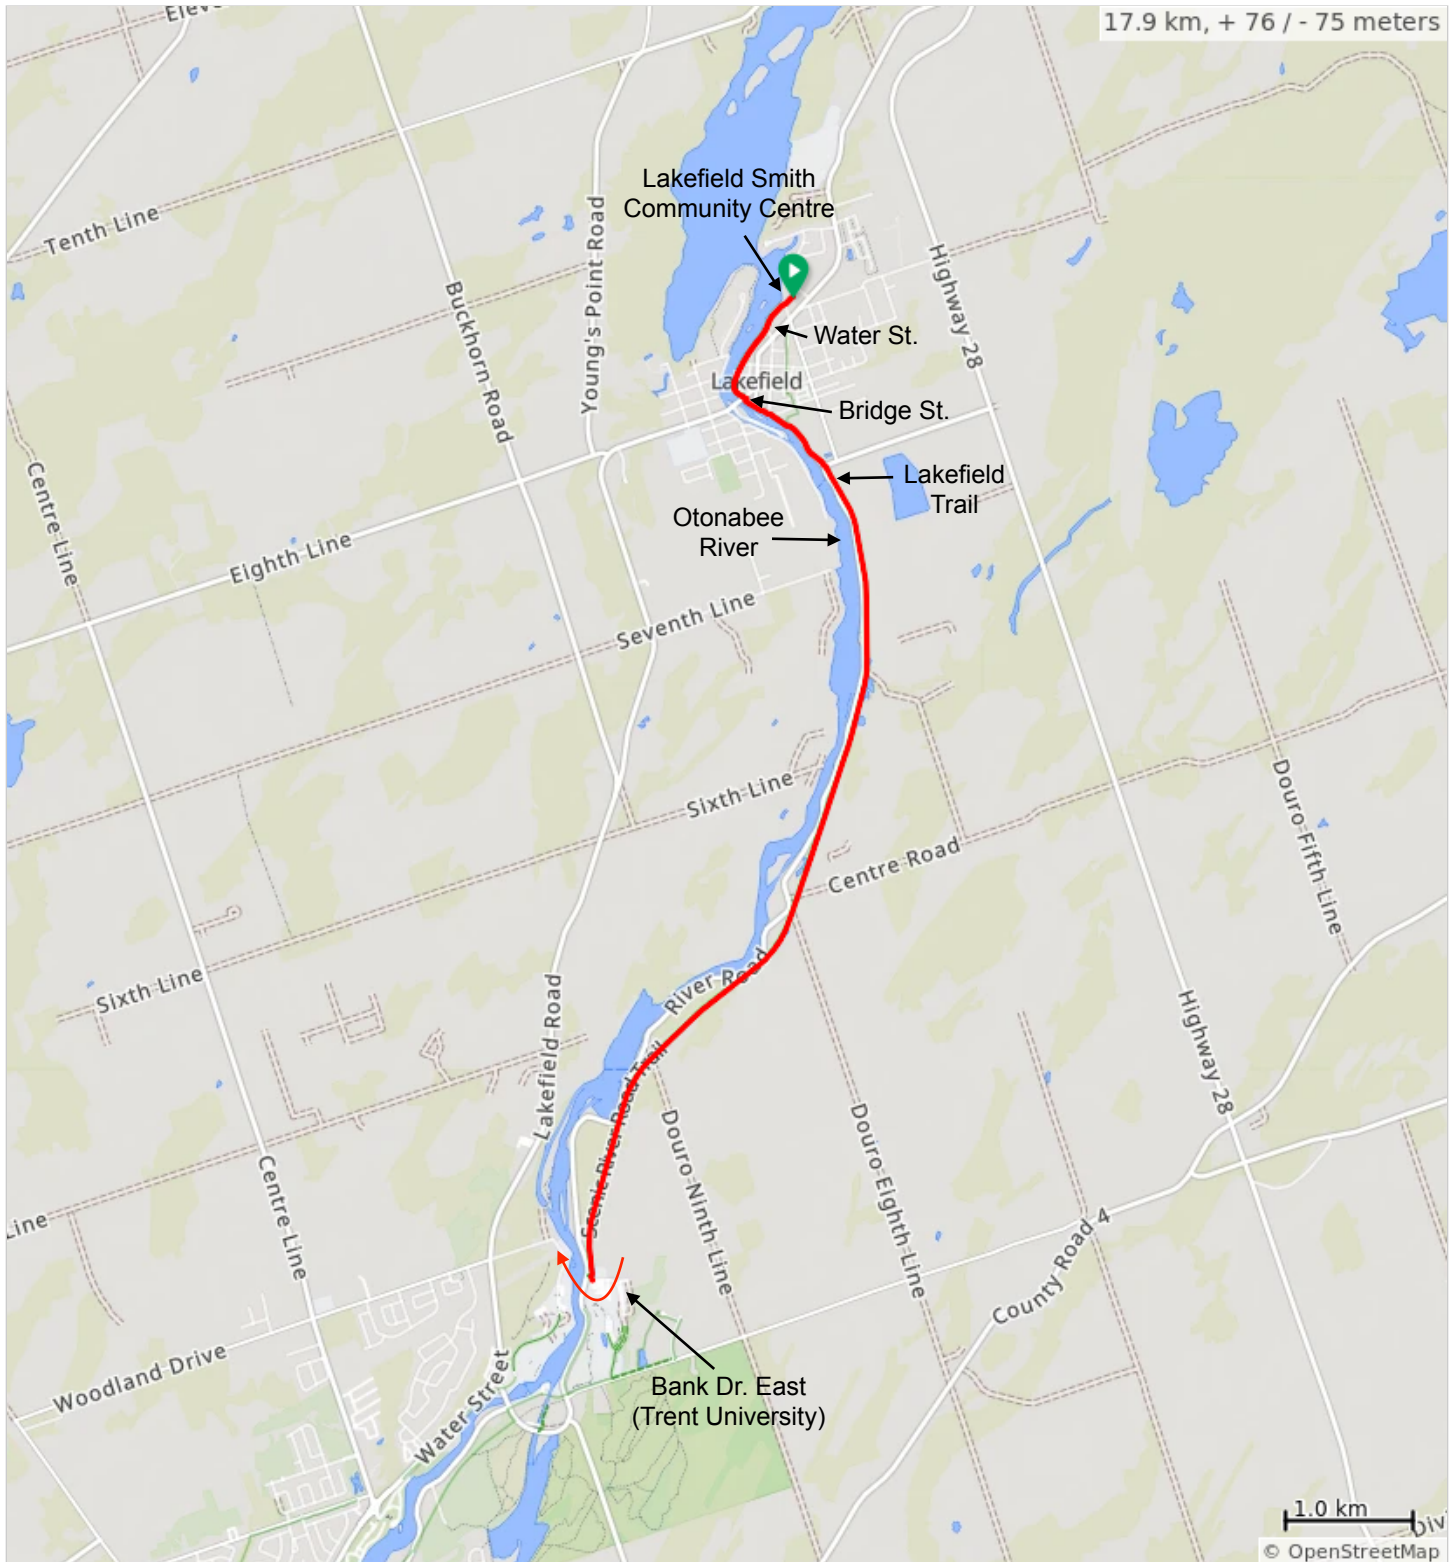 Eleve
17.9 km, + 76 / - 75 meters
Lakefield Smith
Community Centre
Tenth Line
Young's Point Road
Highway 28
Buckhorn Road
Water St.
Lakefield
Bridge St.
Centre Line
Lakefield
Trail
Otonabee
River
Eighth Line
Seventh Line
Sixth Line
Douro Fifth Line
Centre Road
Sixth Line
River Road
Lakefield Road
Highway 28
Scenic River Road Trail
Douro Ninth Line
Douro Eighth Line
Centre Line
Line
County Road 4
Woodland Drive
Water Street
Bank Dr. East
(Trent University)
1.0 km
Divi
© OpenStreetMap